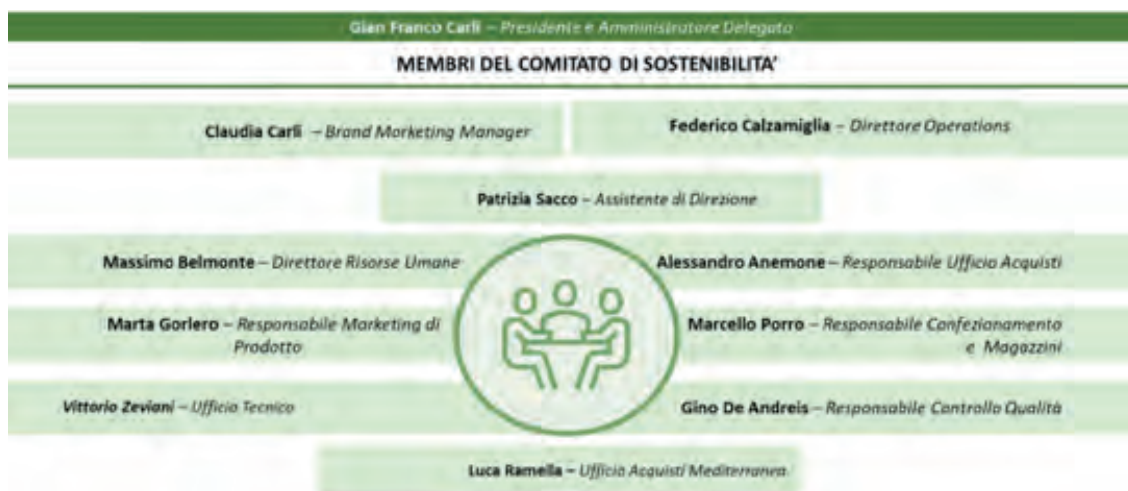 Gian Franco Carli – Presidente e Amministratore Delegato
MEMBRI DEL COMITATO DI SOSTENIBILITA'
Claudia Carli – Brand Marketing Manager
Federico Calzamiglia – Direttore Operations
Patrizia Sacco – Assistente di Direzione
Massimo Belmonte – Direttore Risorse Umane
Alessandro Anemone – Responsabile Ufficio Acquisti
Marta Gorlero – Responsabile Marketing di
Prodotto
Marcello Porro – Responsabile Confezionamento
e Magazzini
Vittorio Zeviani – Ufficio Tecnico
Gino De Andreis – Responsabile Controllo Qualità
Luca Ramella – Ufficio Acquisti Mediterranea